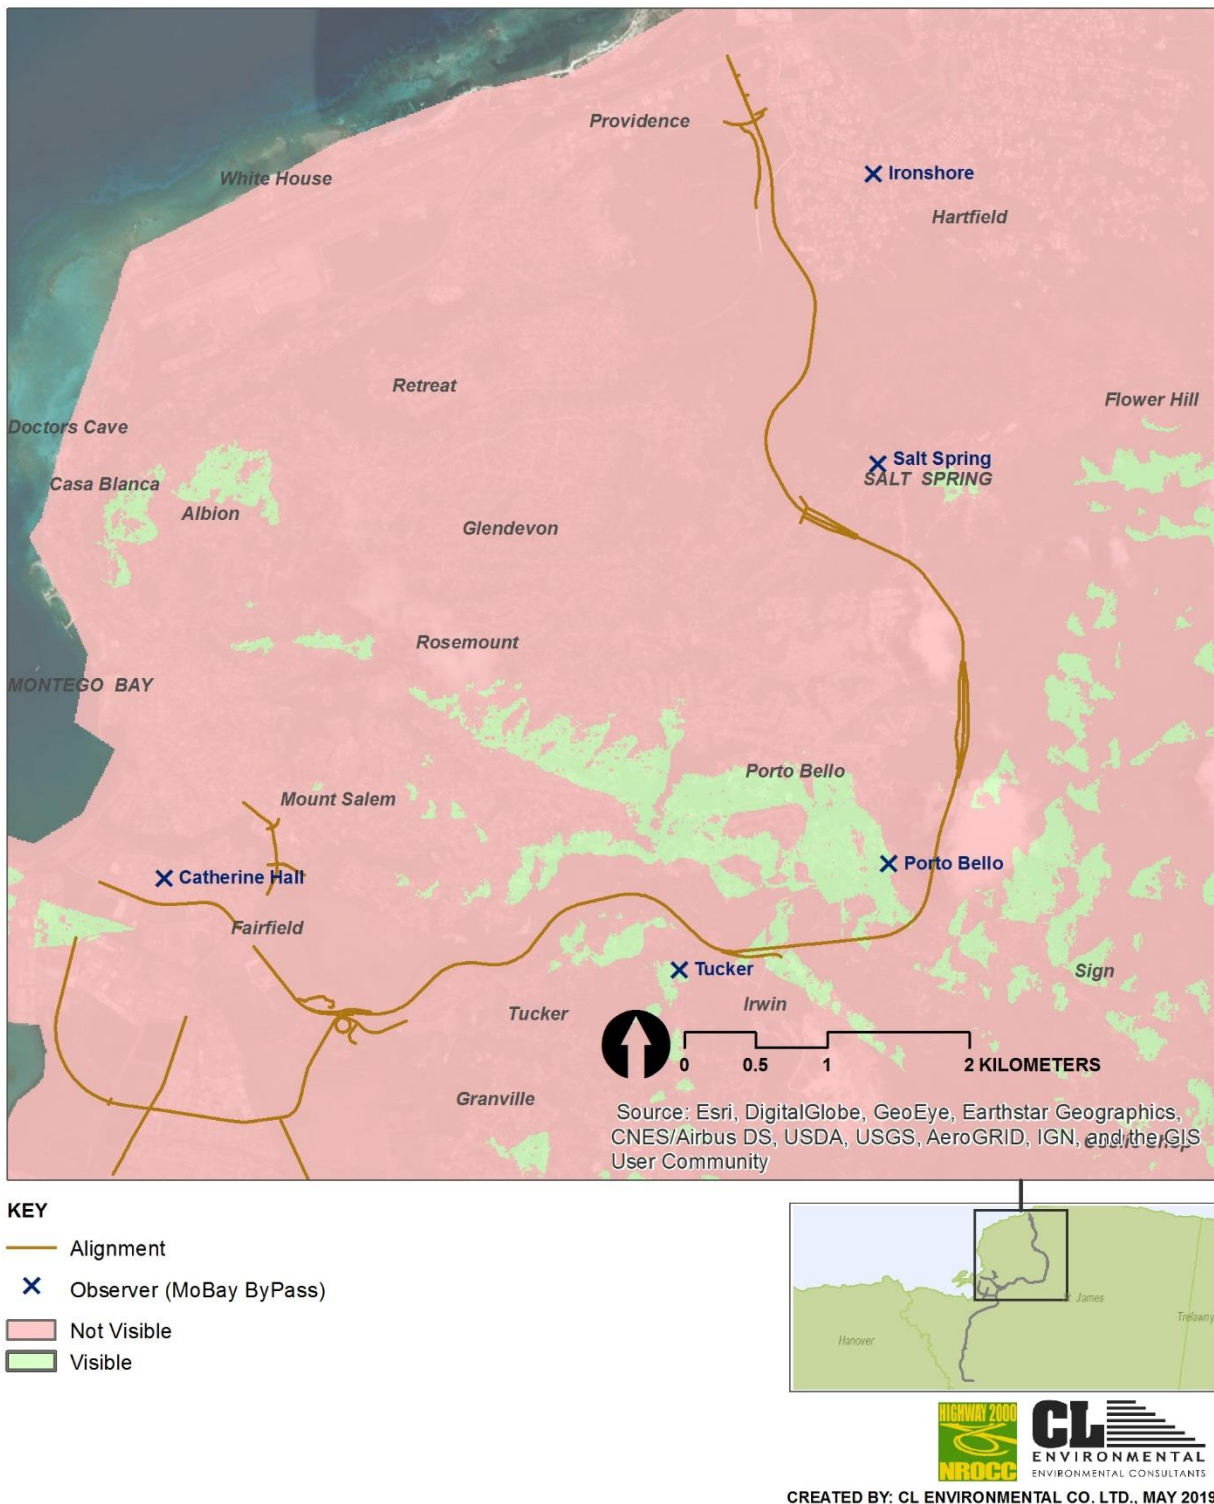 Providence
Ironshore
White House
Hartfield
Retreat
Flower Hill
Doctors Cave
Salt Spring
Casa Blanca
SALT SPRING
Albion
Glendevon
Rosemount
MONTEGO BAY
Porto Bello
Mount Salem
Porto Bello
Catherine Hall
Fairfield
Tucker
Sign
Irwin
Tucker
0 0.5 1 2 KILOMETERS
Granville
Source: Esri, DigitalGlobe, GeoEye, Earthstar Geographics,
CNES/Airbus DS, USDA, USGS, AeroGRID, IGN, and the GIS
User Community
KEY
Alignment
Observer (MoBay ByPass)
Not Visible
Visible
St. James
Trelawny
Hanover
HIGHWAY 2000
NROCC
CL
ENVIRONMENTAL
ENVIRONMENTAL CONSULTANTS
CREATED BY: CL ENVIRONMENTAL CO. LTD., MAY 2019